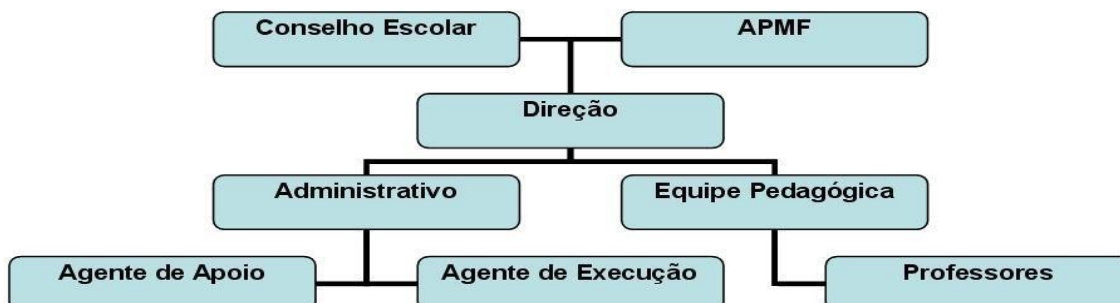 Conselho Escolar
APMF
Direção
Administrativo
Equipe Pedagógica
Agente de Apoio
Agente de Execução
Professores